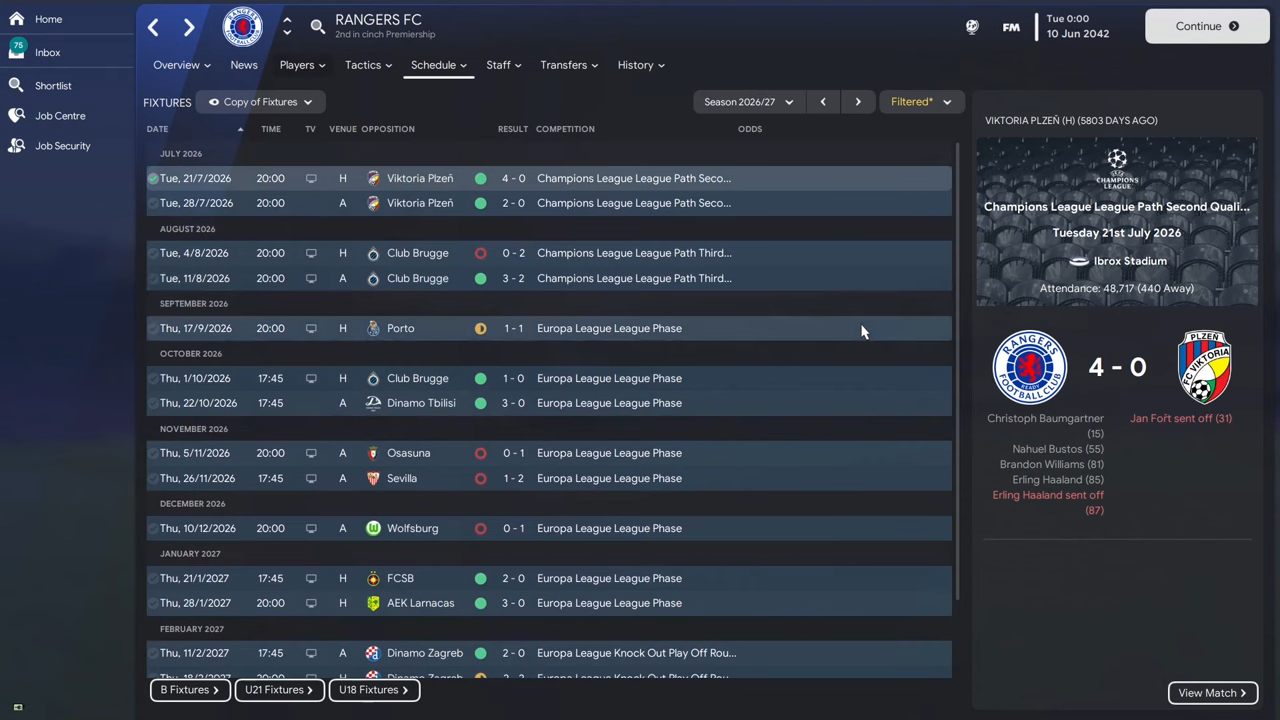 Home
75
Inbox
Shortlist
Job Centre
Job Security
RANGERS FC
2nd in cinch Premiership
FM
Tue 0:00
10 Jun 2042
Continue
Overview
News
Players
Tactics
Schedule
Staff
Transfers
History
FIXTURES
Copy of Fixtures
Season 2026/27
Filtered*
DATE TIME TV VENUE OPPOSITION RESULT COMPETITION ODDS
JULY 2026
Tue, 21/7/2026 20:00 H Viktoria Plzeň 4 - 0 Champions League League Path Seco...
Tue, 28/7/2026 20:00 A Viktoria Plzeň 2 - 0 Champions League League Path Seco...
AUGUST 2026
Tue, 4/8/2026 20:00 H Club Brugge 0 - 2 Champions League League Path Third...
Tue, 11/8/2026 20:00 A Club Brugge 3 - 2 Champions League League Path Third...
SEPTEMBER 2026
Thu, 17/9/2026 20:00 H Porto 1 - 1 Europa League League Phase
OCTOBER 2026
Thu, 1/10/2026 17:45 H Club Brugge 1 - 0 Europa League League Phase
Thu, 22/10/2026 17:45 Dinamo Tbilisi 3 - 0 Europa League League Phase
NOVEMBER 2026
Thu, 5/11/2026 20:00 A Osasuna 0 - 1 Europa League League Phase
Thu, 26/11/2026 17:45 A Sevilla 1 - 2 Europa League League Phase
DECEMBER 2026
Thu, 10/12/2026 20:00 A Wolfsburg 0 - 1 Europa League League Phase
JANUARY 2027
Thu, 21/1/2027 17:45 H FCSB 2 - 0 Europa League League Phase
Thu, 28/1/2027 20:00 H AEK Larnacas 3 - 0 Europa League League Phase
FEBRUARY 2027
Thu, 11/2/2027 17:45 A Dinamo Zagreb 2 - 0 Europa League Knock Out Play Off Rou...
B Fixtures
U21 Fixtures
U18 Fixtures
VIKTORIA PLZEŇ (H) (5803 DAYS AGO)
CHAMPIONS LEAGUE
Champions League League Path Second Quali...
Tuesday 21st July 2026
Ibrox Stadium
Attendance: 48,717 (440 Away)
RANGERS
FOOTBALL CLUB
READY
4 - 0
PLZEŇ
FC VIKTORIA
Christoph Baumgartner
(15)
Nahuel Bustos (55)
Brandon Williams (81)
Erling Haaland (85)
Erling Haaland sent off
(87)
Jan Fořt sent off (31)
View Match